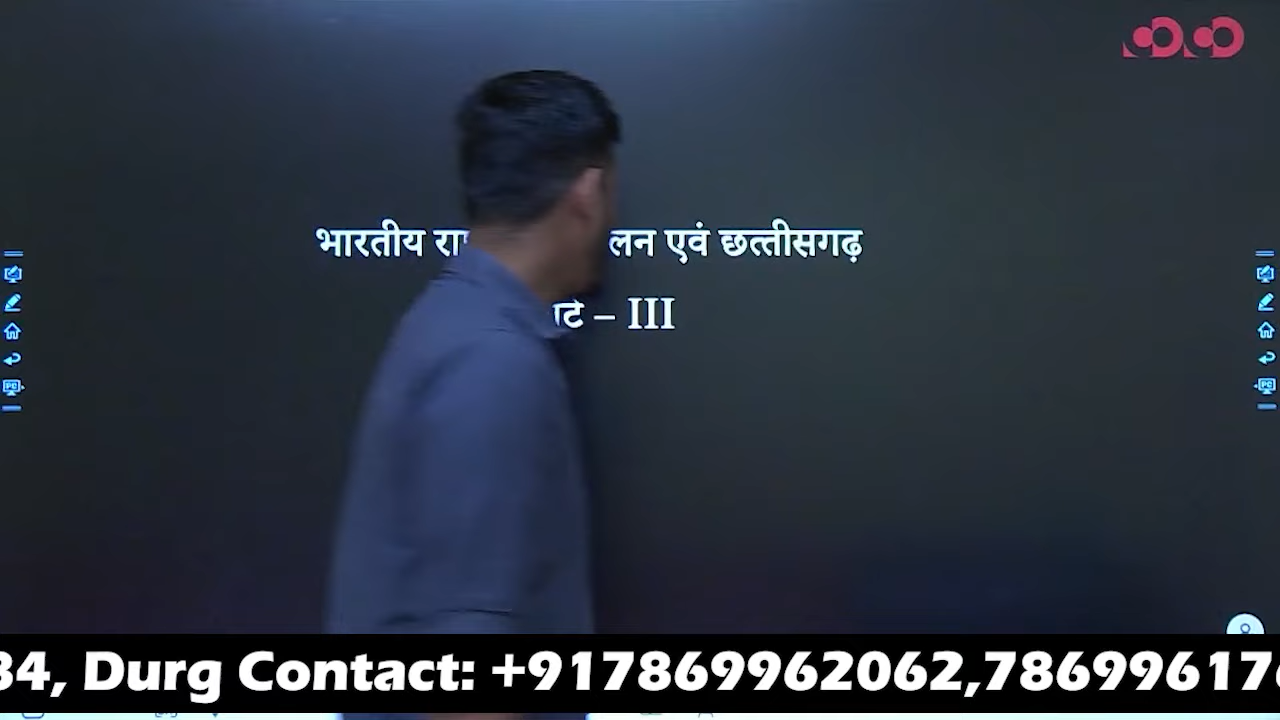 भारतीय
लन एवं छत्तीसगढ़
– III
34, Durg Contact: +917869962062,786996176